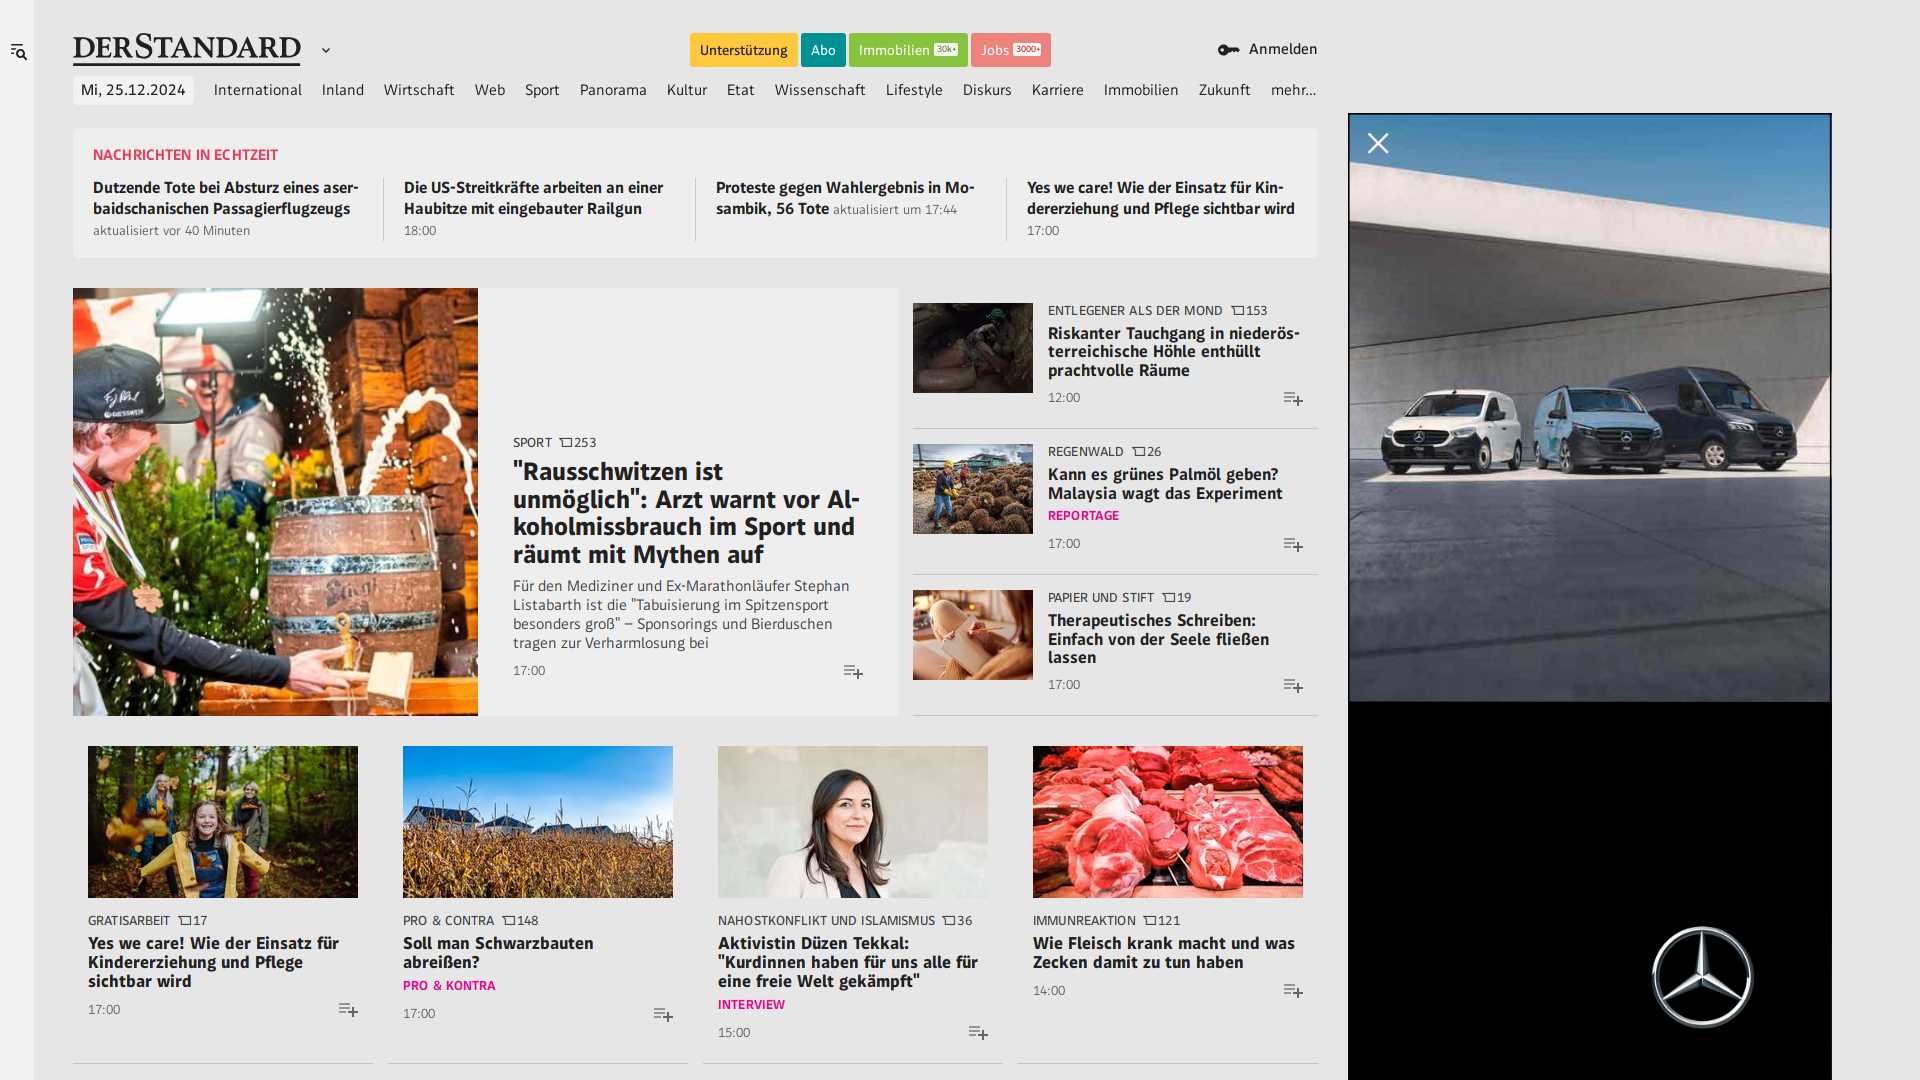 DERSTANDARD
Unterstützung
Abo
Immobilien 30k+
Jobs 3000+
Anmelden
Mi, 25.12.2024
International
Inland
Wirtschaft
Web
Sport
Panorama
Kultur
Etat
Wissenschaft
Lifestyle
Diskurs
Karriere
Immobilien
Zukunft
mehr...
NACHRICHTEN IN ECHTZEIT
Dutzende Tote bei Absturz eines aser-
baidschanischen Passagierflugzeugs
aktualisiert vor 40 Minuten
Die US-Streitkräfte arbeiten an einer
Haubitze mit eingebauter Railgun
18:00
Proteste gegen Wahlergebnis in Mo-
sambik, 56 Tote aktualisiert um 17:44
Yes we care! Wie der Einsatz für Kin-
dererziehung und Pflege sichtbar wird
17:00
SPORT 253
"Rausschwitzen ist
unmöglich": Arzt warnt vor Al-
koholmissbrauch im Sport und
räumt mit Mythen auf
Für den Mediziner und Ex-Marathonläufer Stephan
Listabarth ist die "Tabuisierung im Spitzensport
besonders groß" – Sponsorings und Bierduschen
tragen zur Verharmlosung bei
17:00
ENTLEGENER ALS DER MOND 153
Riskanter Tauchgang in niederös-
terreichische Höhle enthüllt
prachtvolle Räume
12:00
REGENWALD 26
Kann es grünes Palmöl geben?
Malaysia wagt das Experiment
REPORTAGE
17:00
PAPIER UND STIFT 19
Therapeutisches Schreiben:
Einfach von der Seele fließen
lassen
17:00
GRATISARBEIT 17
Yes we care! Wie der Einsatz für
Kindererziehung und Pflege
sichtbar wird
17:00
PRO & CONTRA 148
Soll man Schwarzbauten
abreißen?
PRO & KONTRA
17:00
NAHOSTKONFLIKT UND ISLAMISMUS 36
Aktivistin Düzen Tekkal:
"Kurdinnen haben für uns alle für
eine freie Welt gekämpft"
INTERVIEW
15:00
IMMUNREAKTION 121
Wie Fleisch krank macht und was
Zecken damit zu tun haben
14:00